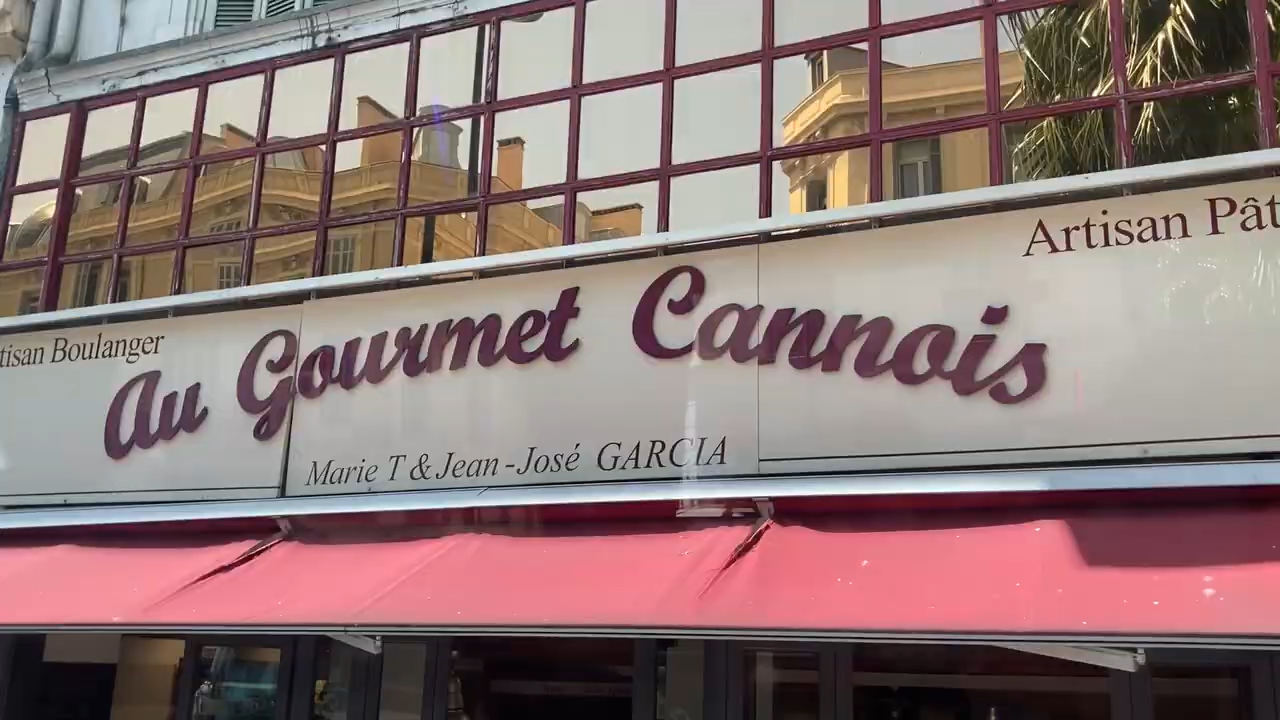 tisan Boulanger
Au Gourmet Cannois
Marie T & Jean-José GARCIA
Artisan Pât